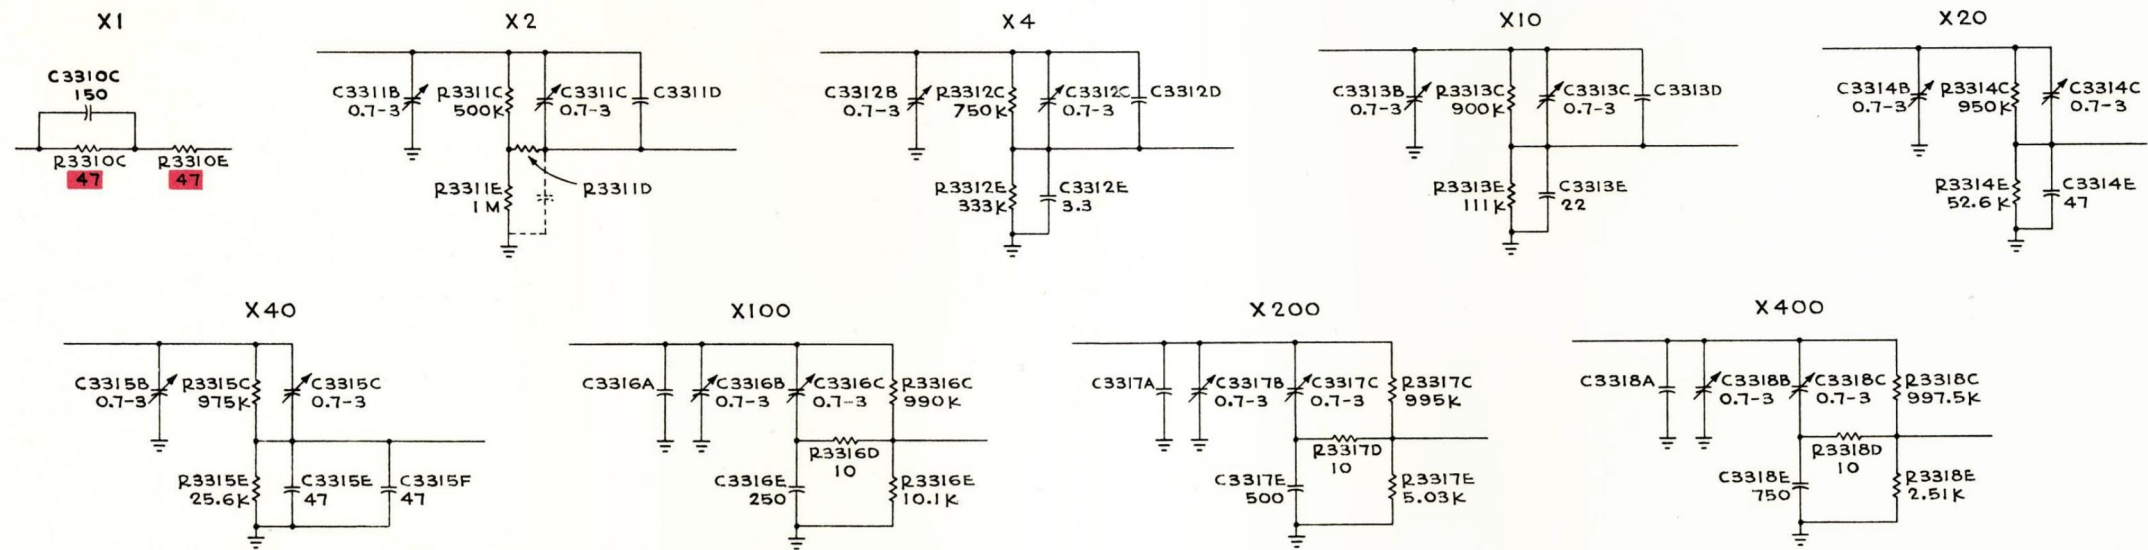 X1
C3310C
150
R3310C
47
R3310E
47
X2
C3311B
0.7-3
R3311C
500K
C3311C
0.7-3
C3311D
R3311E
1M
R3311D
X4
C3312B
0.7-3
R3312C
750K
C3312C
0.7-3
C3312D
R3312E
333K
C3312E
3.3
X10
C3313B
0.7-3
R3313C
900K
C3313C
0.7-3
C3313D
R3313E
111K
C3313E
22
X20
C3314B
0.7-3
R3314C
950K
C3314C
0.7-3
R3314E
52.6K
C3314E
47
X40
C3315B
0.7-3
R3315C
975K
C3315C
0.7-3
R3315E
25.6K
C3315E
47
C3315F
47
X100
C3316A
C3316B
0.7-3
C3316C
0.7-3
R3316C
990K
R3316D
10
C3316E
250
R3316E
10.1K
X200
C3317A
C3317B
0.7-3
C3317C
0.7-3
R3317C
995K
R3317D
10
C3317E
500
R3317E
5.03K
X400
C3318A
C3318B
0.7-3
C3318C
0.7-3
R3318C
997.5K
R3318D
10
C3318E
750
R3318E
2.51K